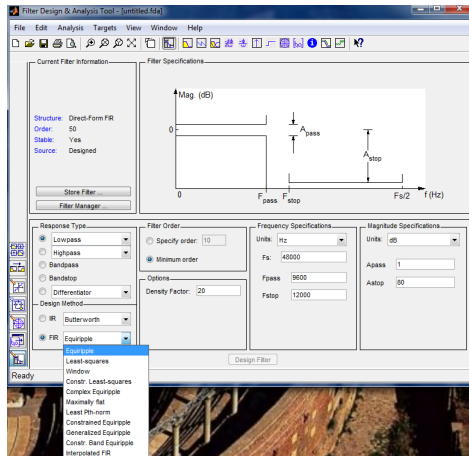 Filter Design & Analysis Tool - [untitled.fda]
File Edit Analysis Targets View Window Help
Current Filter Information
Structure: Direct-Form FIR
Order: 50
Stable: Yes
Source: Designed
Store Filter ...
Filter Manager ...
Filter Specifications
Mag. (dB)
0
Apass
Astop
0 Fpass Fstop Fs/2 f (Hz)
Response Type
Lowpass
Highpass
Bandpass
Bandstop
Differentiator
Design Method
IIR Butterworth
FIR Equiripple
Equiripple
Least-squares
Window
Constr. Least-squares
Complex Equiripple
Maximally flat
Least Pth-norm
Constrained Equiripple
Generalized Equiripple
Constr. Band Equiripple
Interpolated FIR
Filter Order
Specify order: 10
Minimum order
Options
Density Factor: 20
Frequency Specifications
Units: Hz
Fs: 48000
Fpass 9600
Fstop 12000
Magnitude Specifications
Units: dB
Apass 1
Astop 80
Design Filter
Ready